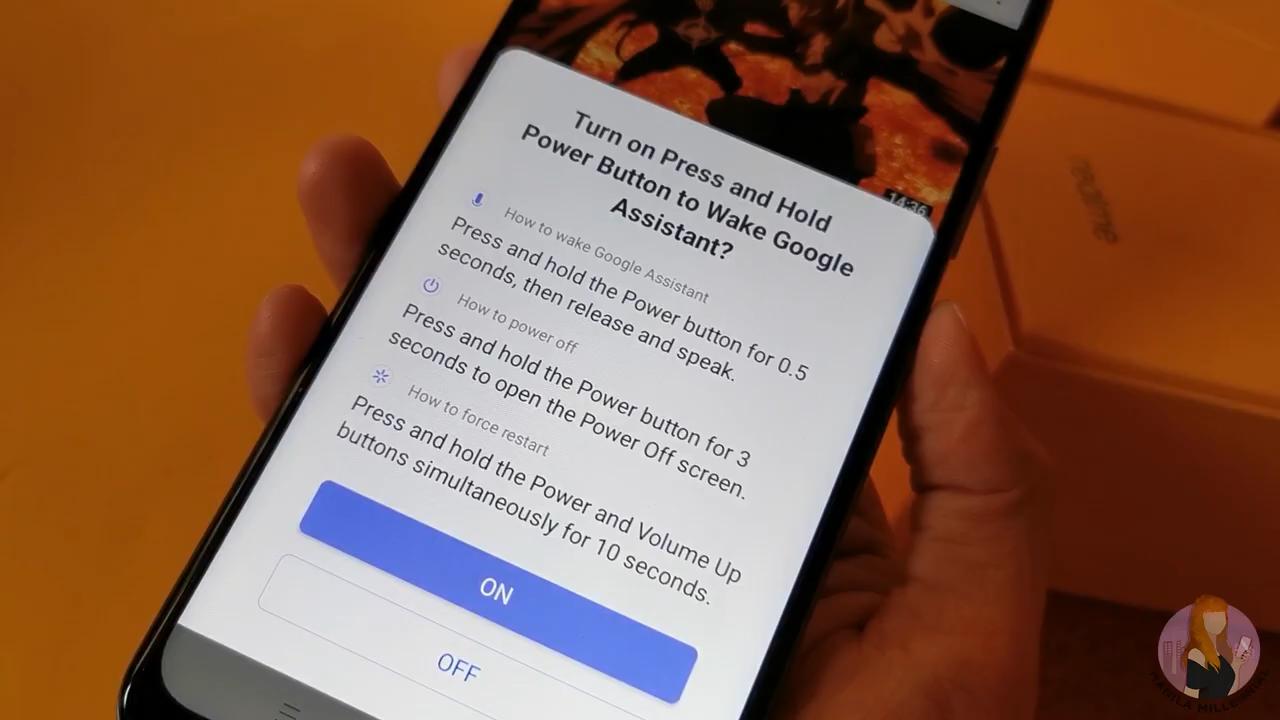 14:36
Turn on Press and Hold
Power Button to Wake Google
Assistant?
How to wake Google Assistant
Press and hold the Power button for 0.5
seconds, then release and speak.
How to power off
Press and hold the Power button for 3
seconds to open the Power Off screen.
How to force restart
Press and hold the Power and Volume Up
buttons simultaneously for 10 seconds.
ON
OFF
realme
MANILA MILLENNIAL